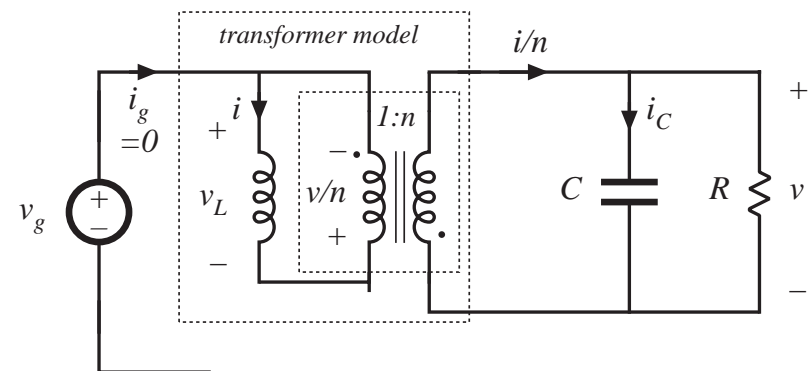 transformer model
i/n
+
i_g
=0
i
+
1:n
i_C
−
v_g
+
−
v_L
v/n
C
R
v
+
−
−